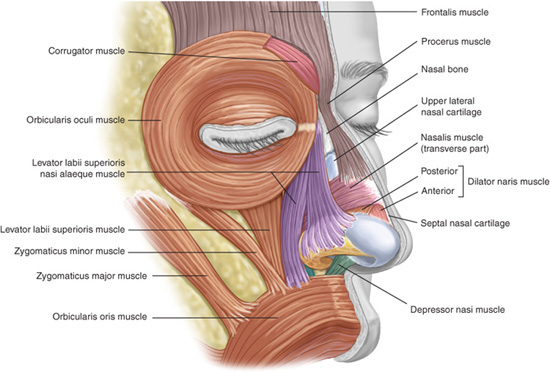 Frontalis muscle
Corrugator muscle
Procerus muscle
Nasal bone
Upper lateral
nasal cartilage
Orbicularis oculi muscle
Nasalis muscle
(transverse part)
Levator labii superioris
nasi alaeque muscle
Posterior
Anterior
Dilator naris muscle
Septal nasal cartilage
Levator labii superioris muscle
Zygomaticus minor muscle
Zygomaticus major muscle
Depressor nasi muscle
Orbicularis oris muscle